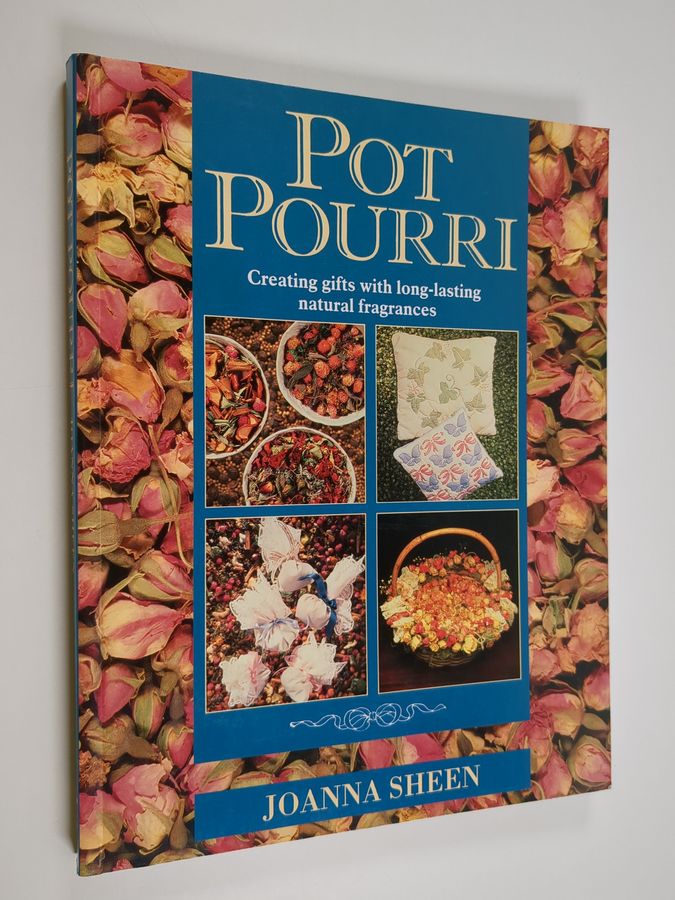 POT
POURRI
Creating gifts with long-lasting
natural fragrances
JOANNA SHEEN